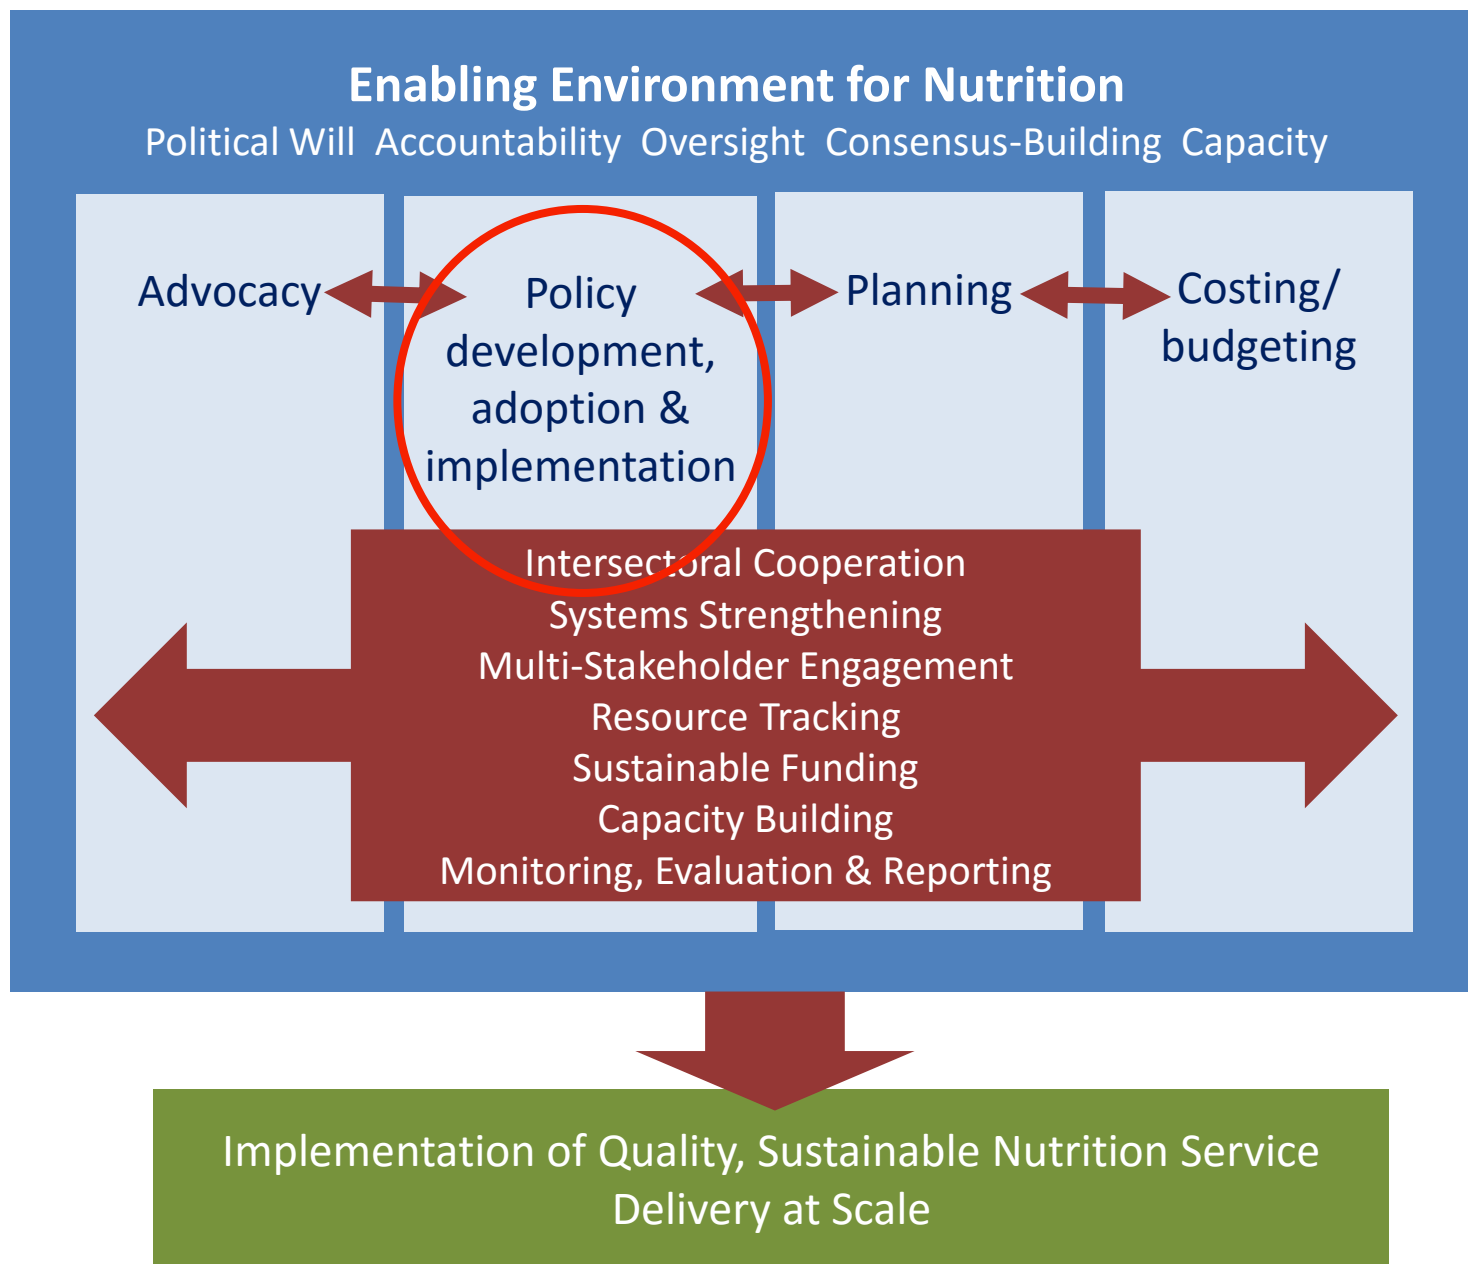 Enabling Environment for Nutrition
Political Will Accountability Oversight Consensus-Building Capacity
Advocacy
Policy
development,
adoption &
implementation
Planning
Costing/
budgeting
Intersectoral Cooperation
Systems Strengthening
Multi-Stakeholder Engagement
Resource Tracking
Sustainable Funding
Capacity Building
Monitoring, Evaluation & Reporting
Implementation of Quality, Sustainable Nutrition Service
Delivery at Scale